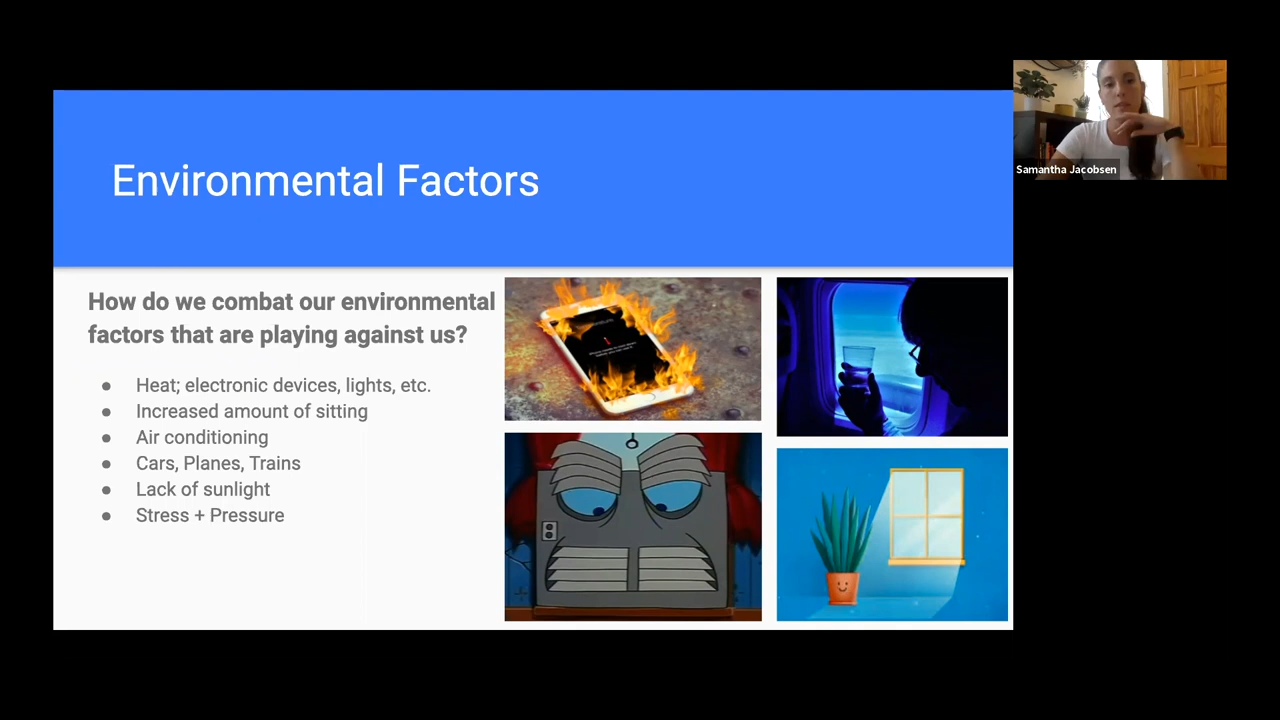 Environmental Factors
How do we combat our environmental
factors that are playing against us?
● Heat; electronic devices, lights, etc.
● Increased amount of sitting
● Air conditioning
● Cars, Planes, Trains
● Lack of sunlight
● Stress + Pressure
Samantha Jacobsen